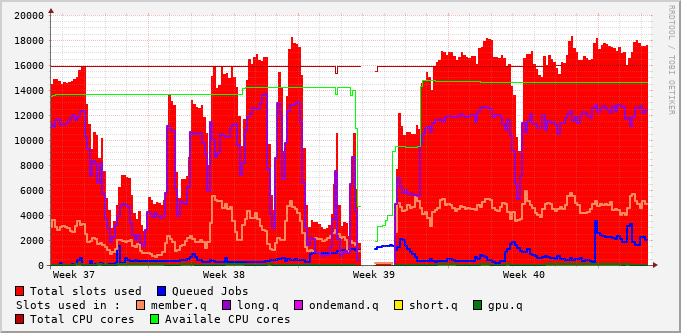 20000
18000
16000
14000
12000
10000
8000
6000
4000
2000
0
Week 37 Week 38 Week 39 Week 40
RRDTOOL / TOBI OETIKER
Total slots used Queued Jobs
Slots used in : member.q long.q ondemand.q short.q gpu.q
Total CPU cores Availale CPU cores